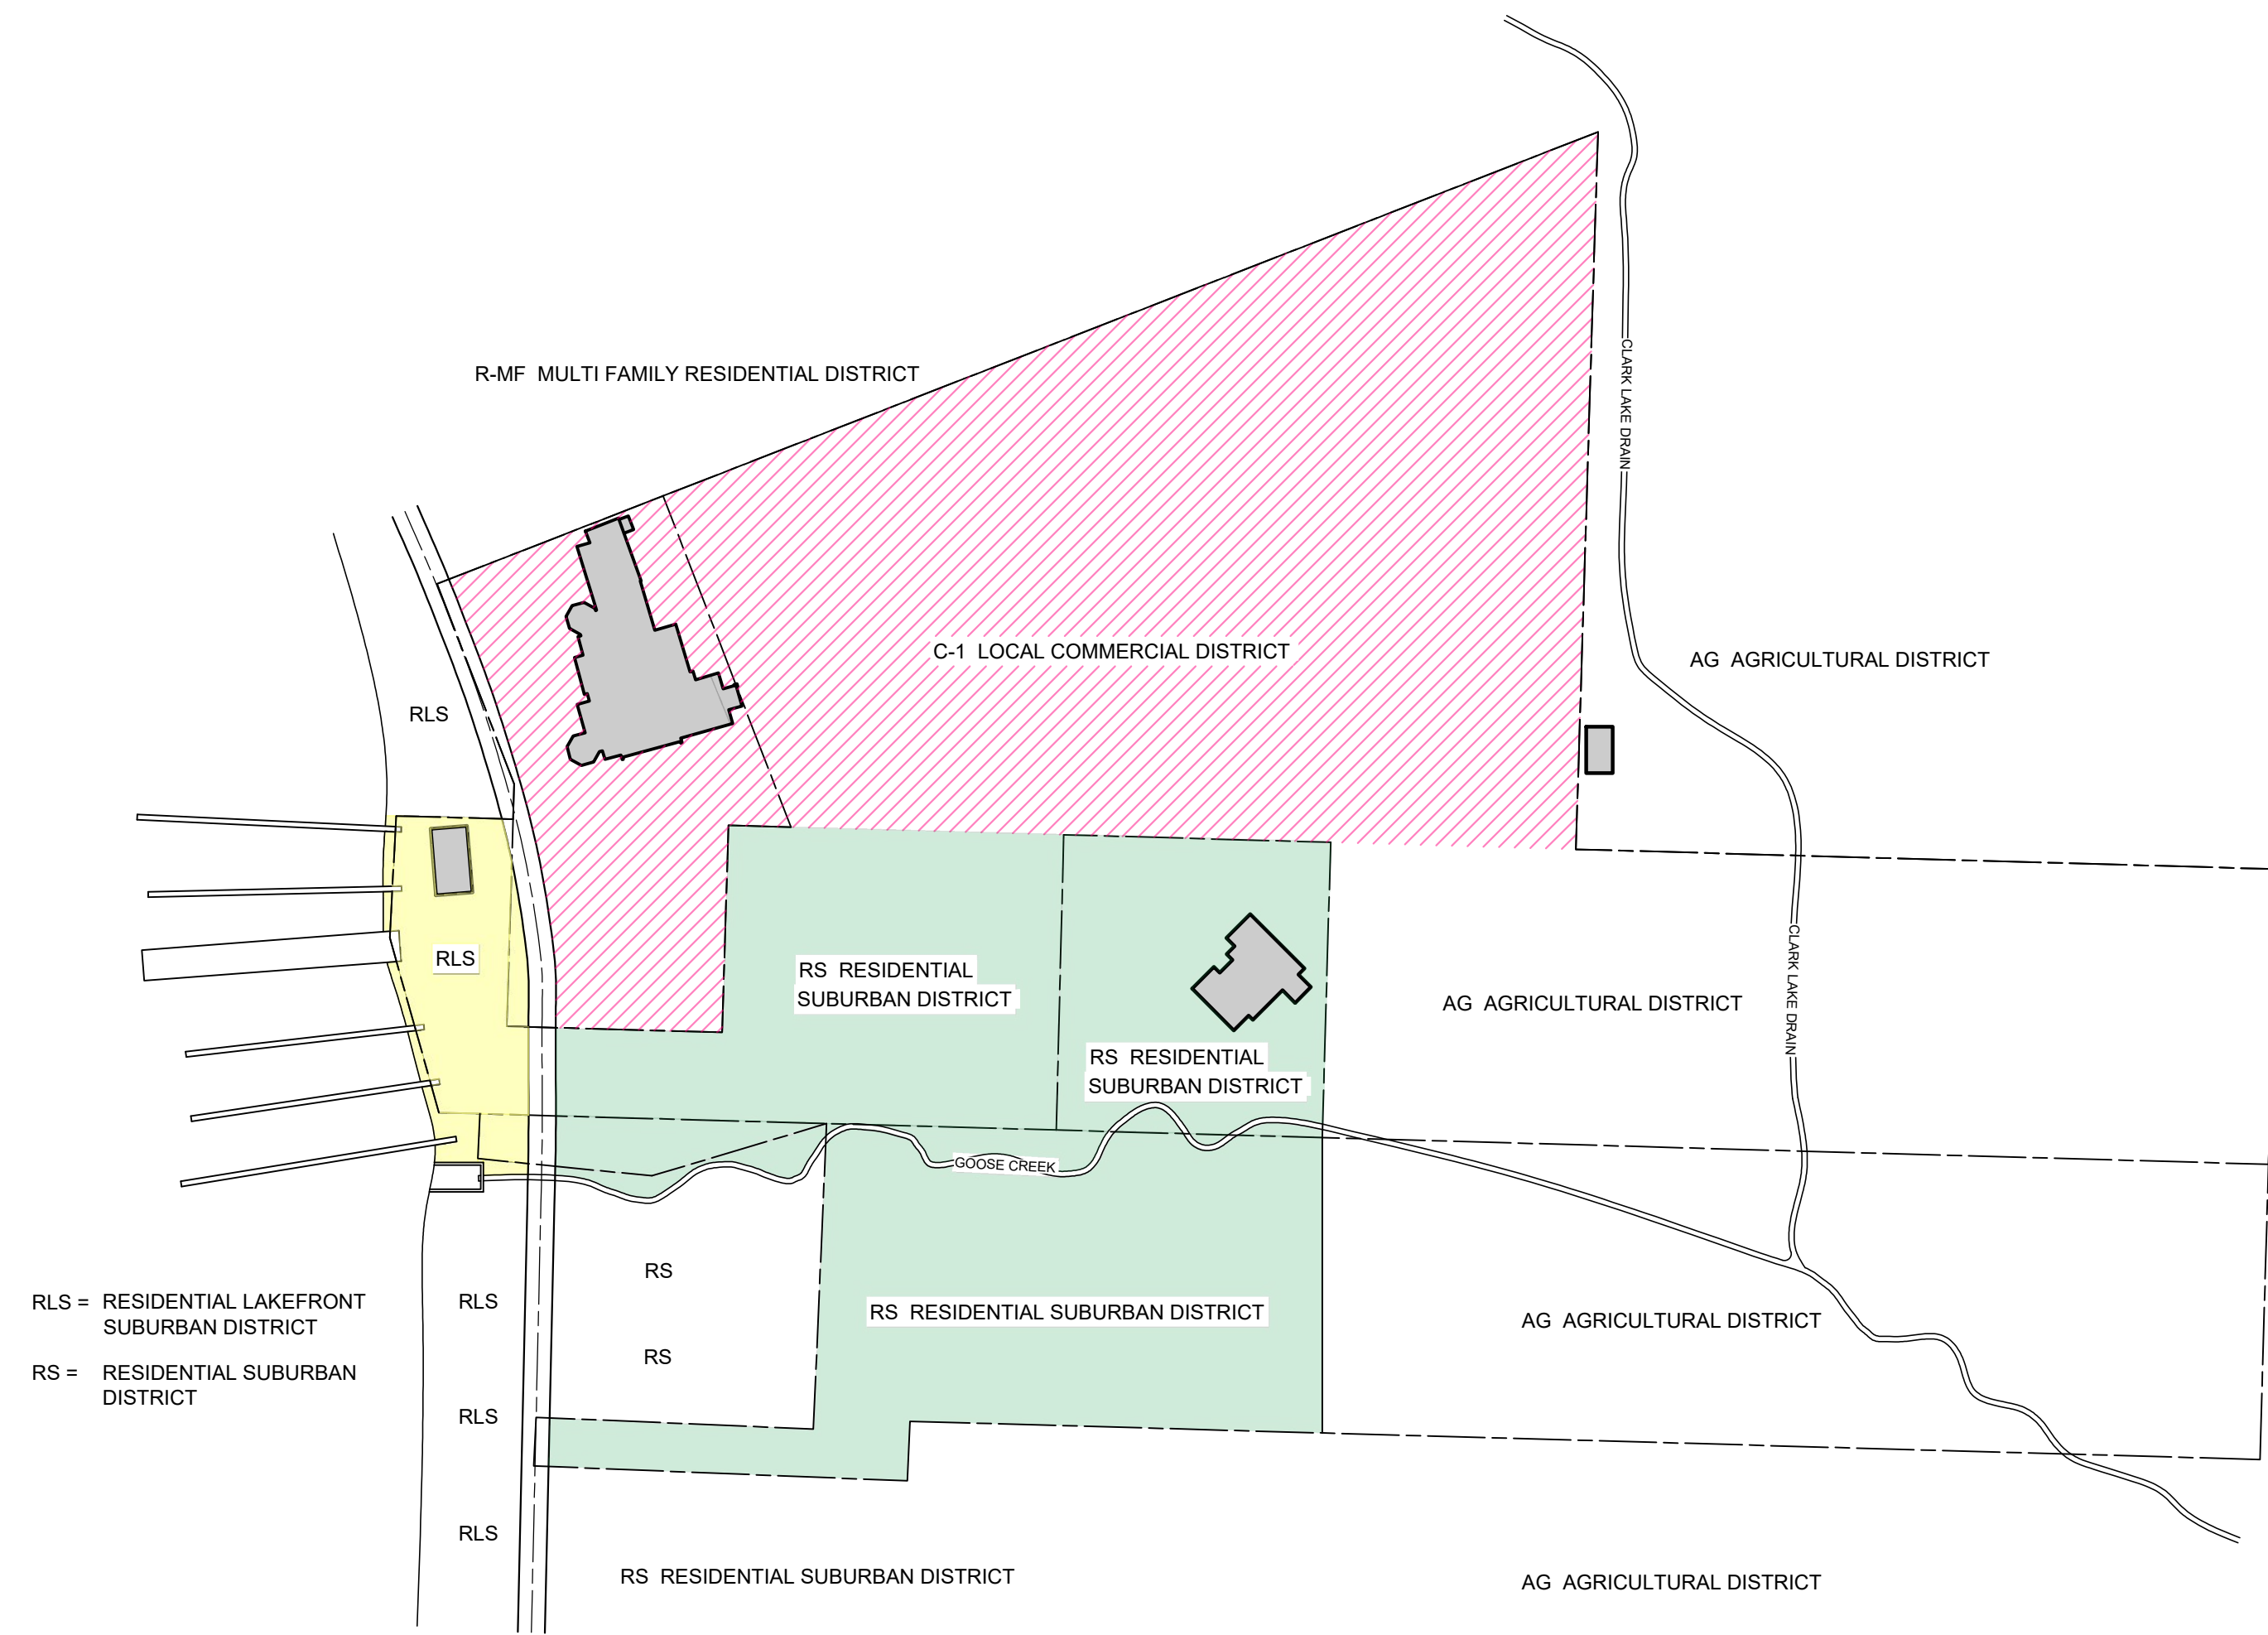 R-MF MULTI FAMILY RESIDENTIAL DISTRICT
CLARK LAKE DRAIN
C-1 LOCAL COMMERCIAL DISTRICT
AG AGRICULTURAL DISTRICT
RLS
RLS
RS RESIDENTIAL
SUBURBAN DISTRICT
AG AGRICULTURAL DISTRICT
CLARK LAKE DRAIN
RS RESIDENTIAL
SUBURBAN DISTRICT
GOOSE CREEK
RS
RLS = RESIDENTIAL LAKEFRONT
SUBURBAN DISTRICT
RLS
RS RESIDENTIAL SUBURBAN DISTRICT
AG AGRICULTURAL DISTRICT
RS
RS = RESIDENTIAL SUBURBAN
DISTRICT
RLS
RLS
RS RESIDENTIAL SUBURBAN DISTRICT
AG AGRICULTURAL DISTRICT